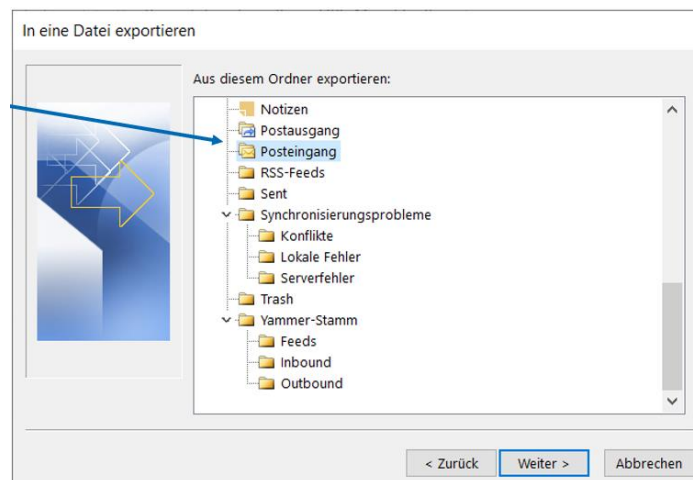 In eine Datei exportieren
Aus diesem Ordner exportieren:
Notizen
Postausgang
Posteingang
RSS-Feeds
Sent
Synchronisierungsprobleme
Konflikte
Lokale Fehler
Serverfehler
Trash
Yammer-Stamm
Feeds
Inbound
Outbound
< Zurück Weiter > Abbrechen